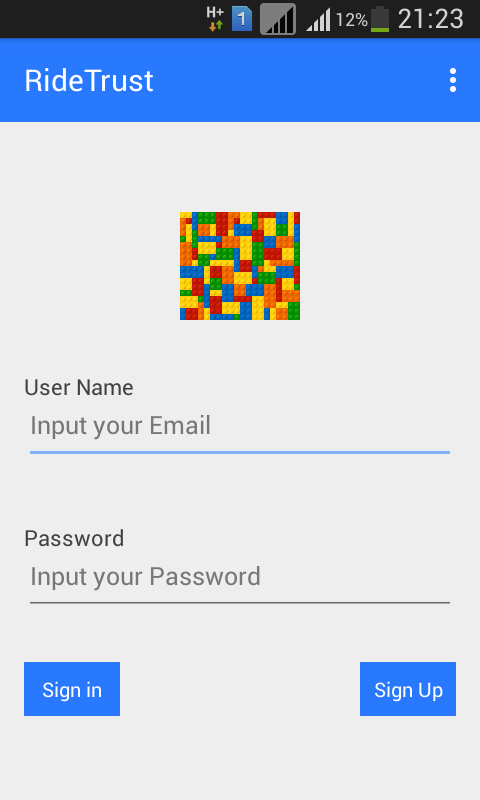 H+ 1 12% 21:23
RideTrust
User Name
Input your Email
Password
Input your Password
Sign in Sign Up